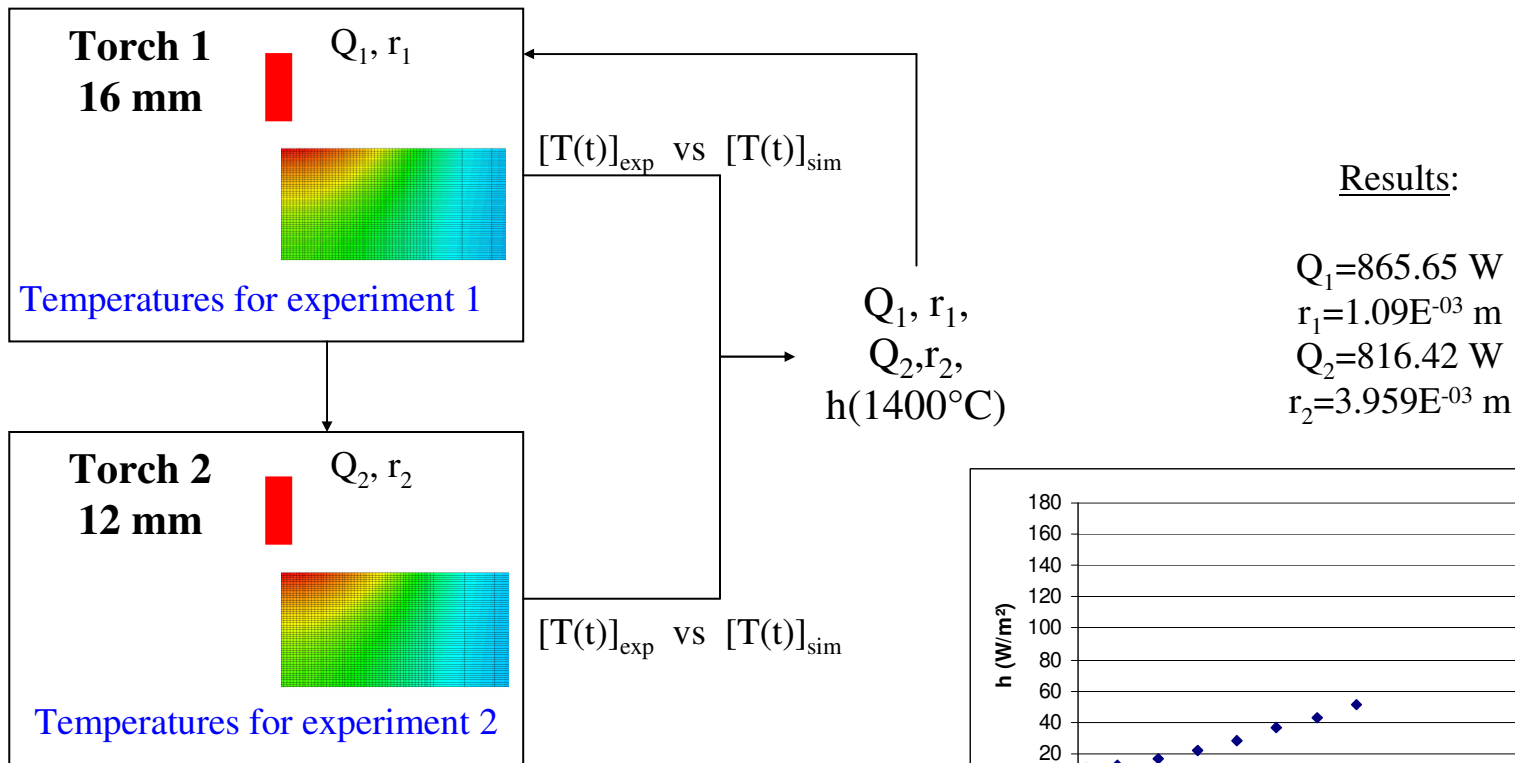 Torch 1
16 mm
Q₁, r₁
Temperatures for experiment 1
[T(t)]exp vs [T(t)]sim
Torch 2
12 mm
Q₂, r₂
Temperatures for experiment 2
[T(t)]exp vs [T(t)]sim
Q₁, r₁,
Q₂,r₂,
h(1400°C)
Results:
Q₁=865.65 W
r₁=1.09E⁻⁰³ m
Q₂=816.42 W
r₂=3.959E⁻⁰³ m
h (W/m²)
180
160
140
120
100
80
60
40
20